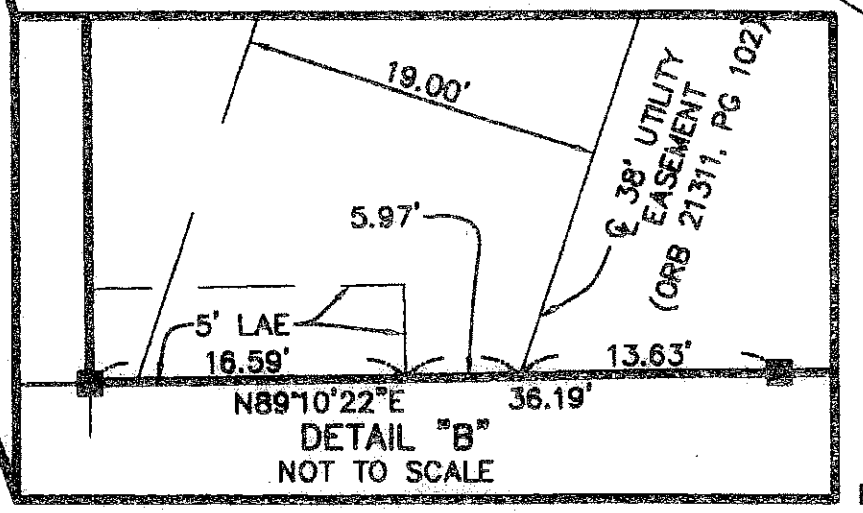 19.00'
℄ 38' UTILITY
EASEMENT
(ORB 21311, PG 102)
5.97'
5' LAE
16.59'
13.63'
N89°10'22"E
36.19'
DETAIL "B"
NOT TO SCALE